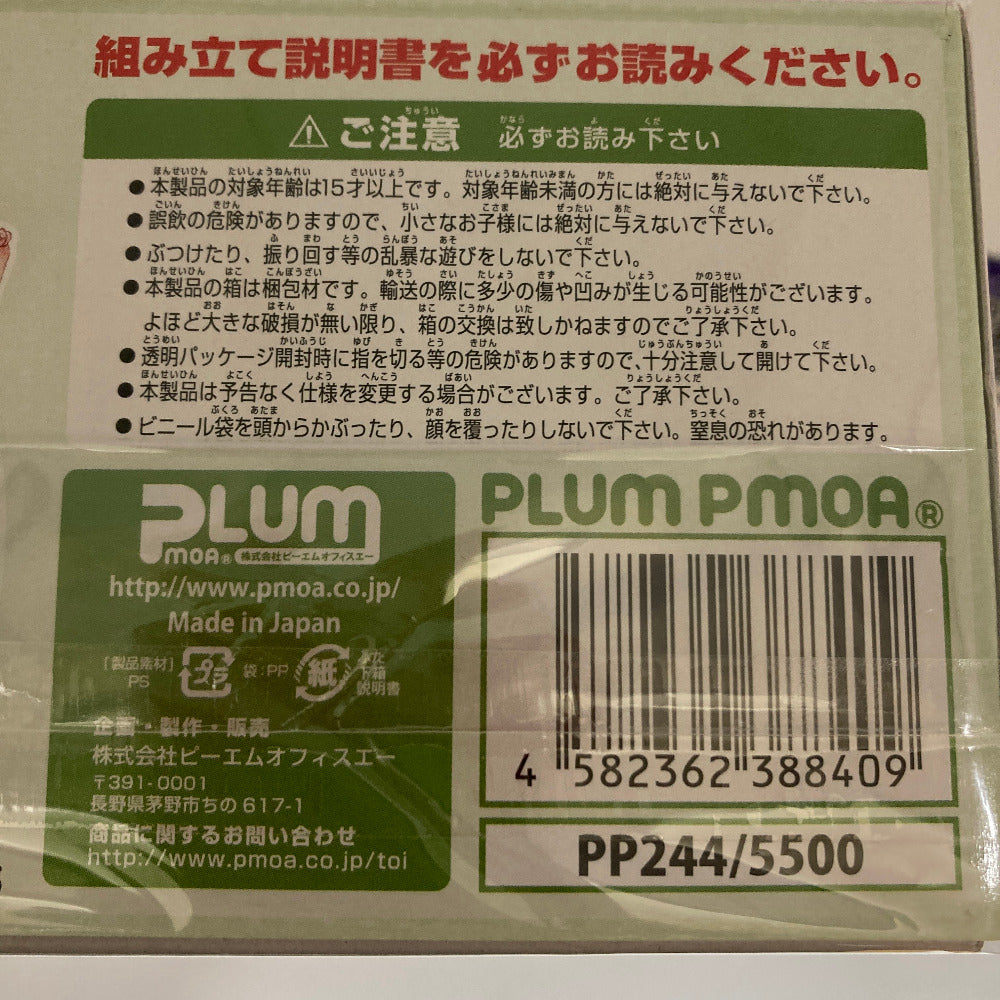 組み立て説明書を必ずお読みください。
⚠ ご注意 必ずお読み下さい
●本製品の対象年齢は15才以上です。対象年齢未満の方には絶対に与えないで下さい。
●誤飲の危険がありますので、小さなお子様には絶対に与えないで下さい。
●ぶつけたり、振り回す等の乱暴な遊びをしないで下さい。
●本製品の箱は梱包材です。輸送の際に多少の傷や凹みが生じる可能性がございます。
よほど大きな破損が無い限り、箱の交換は致しかねますのでご了承下さい。
●透明パッケージ開封時に指を切る等の危険がありますので、十分注意して開けて下さい。
●本製品は予告なく仕様を変更する場合がございます。ご了承下さい。
●ビニール袋を頭からかぶったり、顔を覆ったりしないで下さい。窒息の恐れがあります。
PLUM
PMOA® 株式会社ピーエムオフィスエー
http://www.pmoa.co.jp/
Made in Japan
[製品素材] PS
プラ 袋:PP
紙 下箱 説明書
企画・製作・販売
株式会社ピーエムオフィスエー
〒391-0001
長野県茅野市ちの617-1
商品に関するお問い合わせ
http://www.pmoa.co.jp/toi
PLUM PMOA®
4 582362 388409
PP244/5500